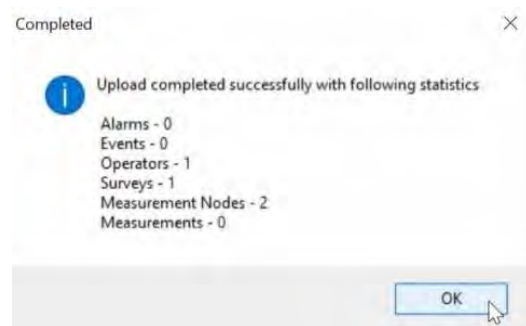 Completed
Upload completed successfully with following statistics
Alarms - 0
Events - 0
Operators - 1
Surveys - 1
Measurement Nodes - 2
Measurements - 0
OK